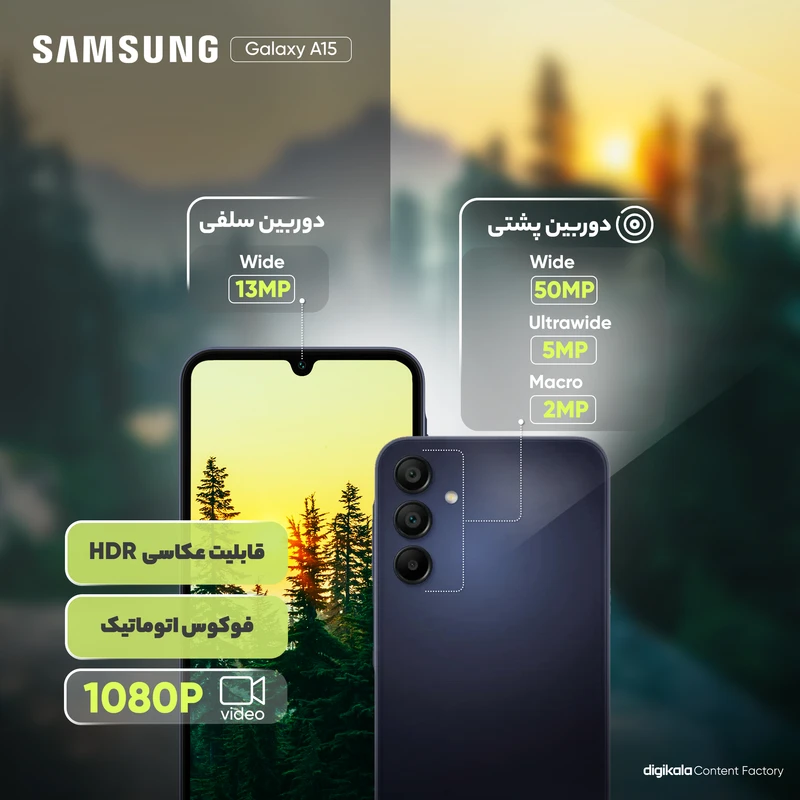 SAMSUNG Galaxy A15
دوربین سلفی
Wide
13MP
دوربین پشتی
Wide
50MP
Ultrawide
5MP
Macro
2MP
قابلیت عکاسی HDR
فوکوس اتوماتیک
1080P video
digikala Content Factory